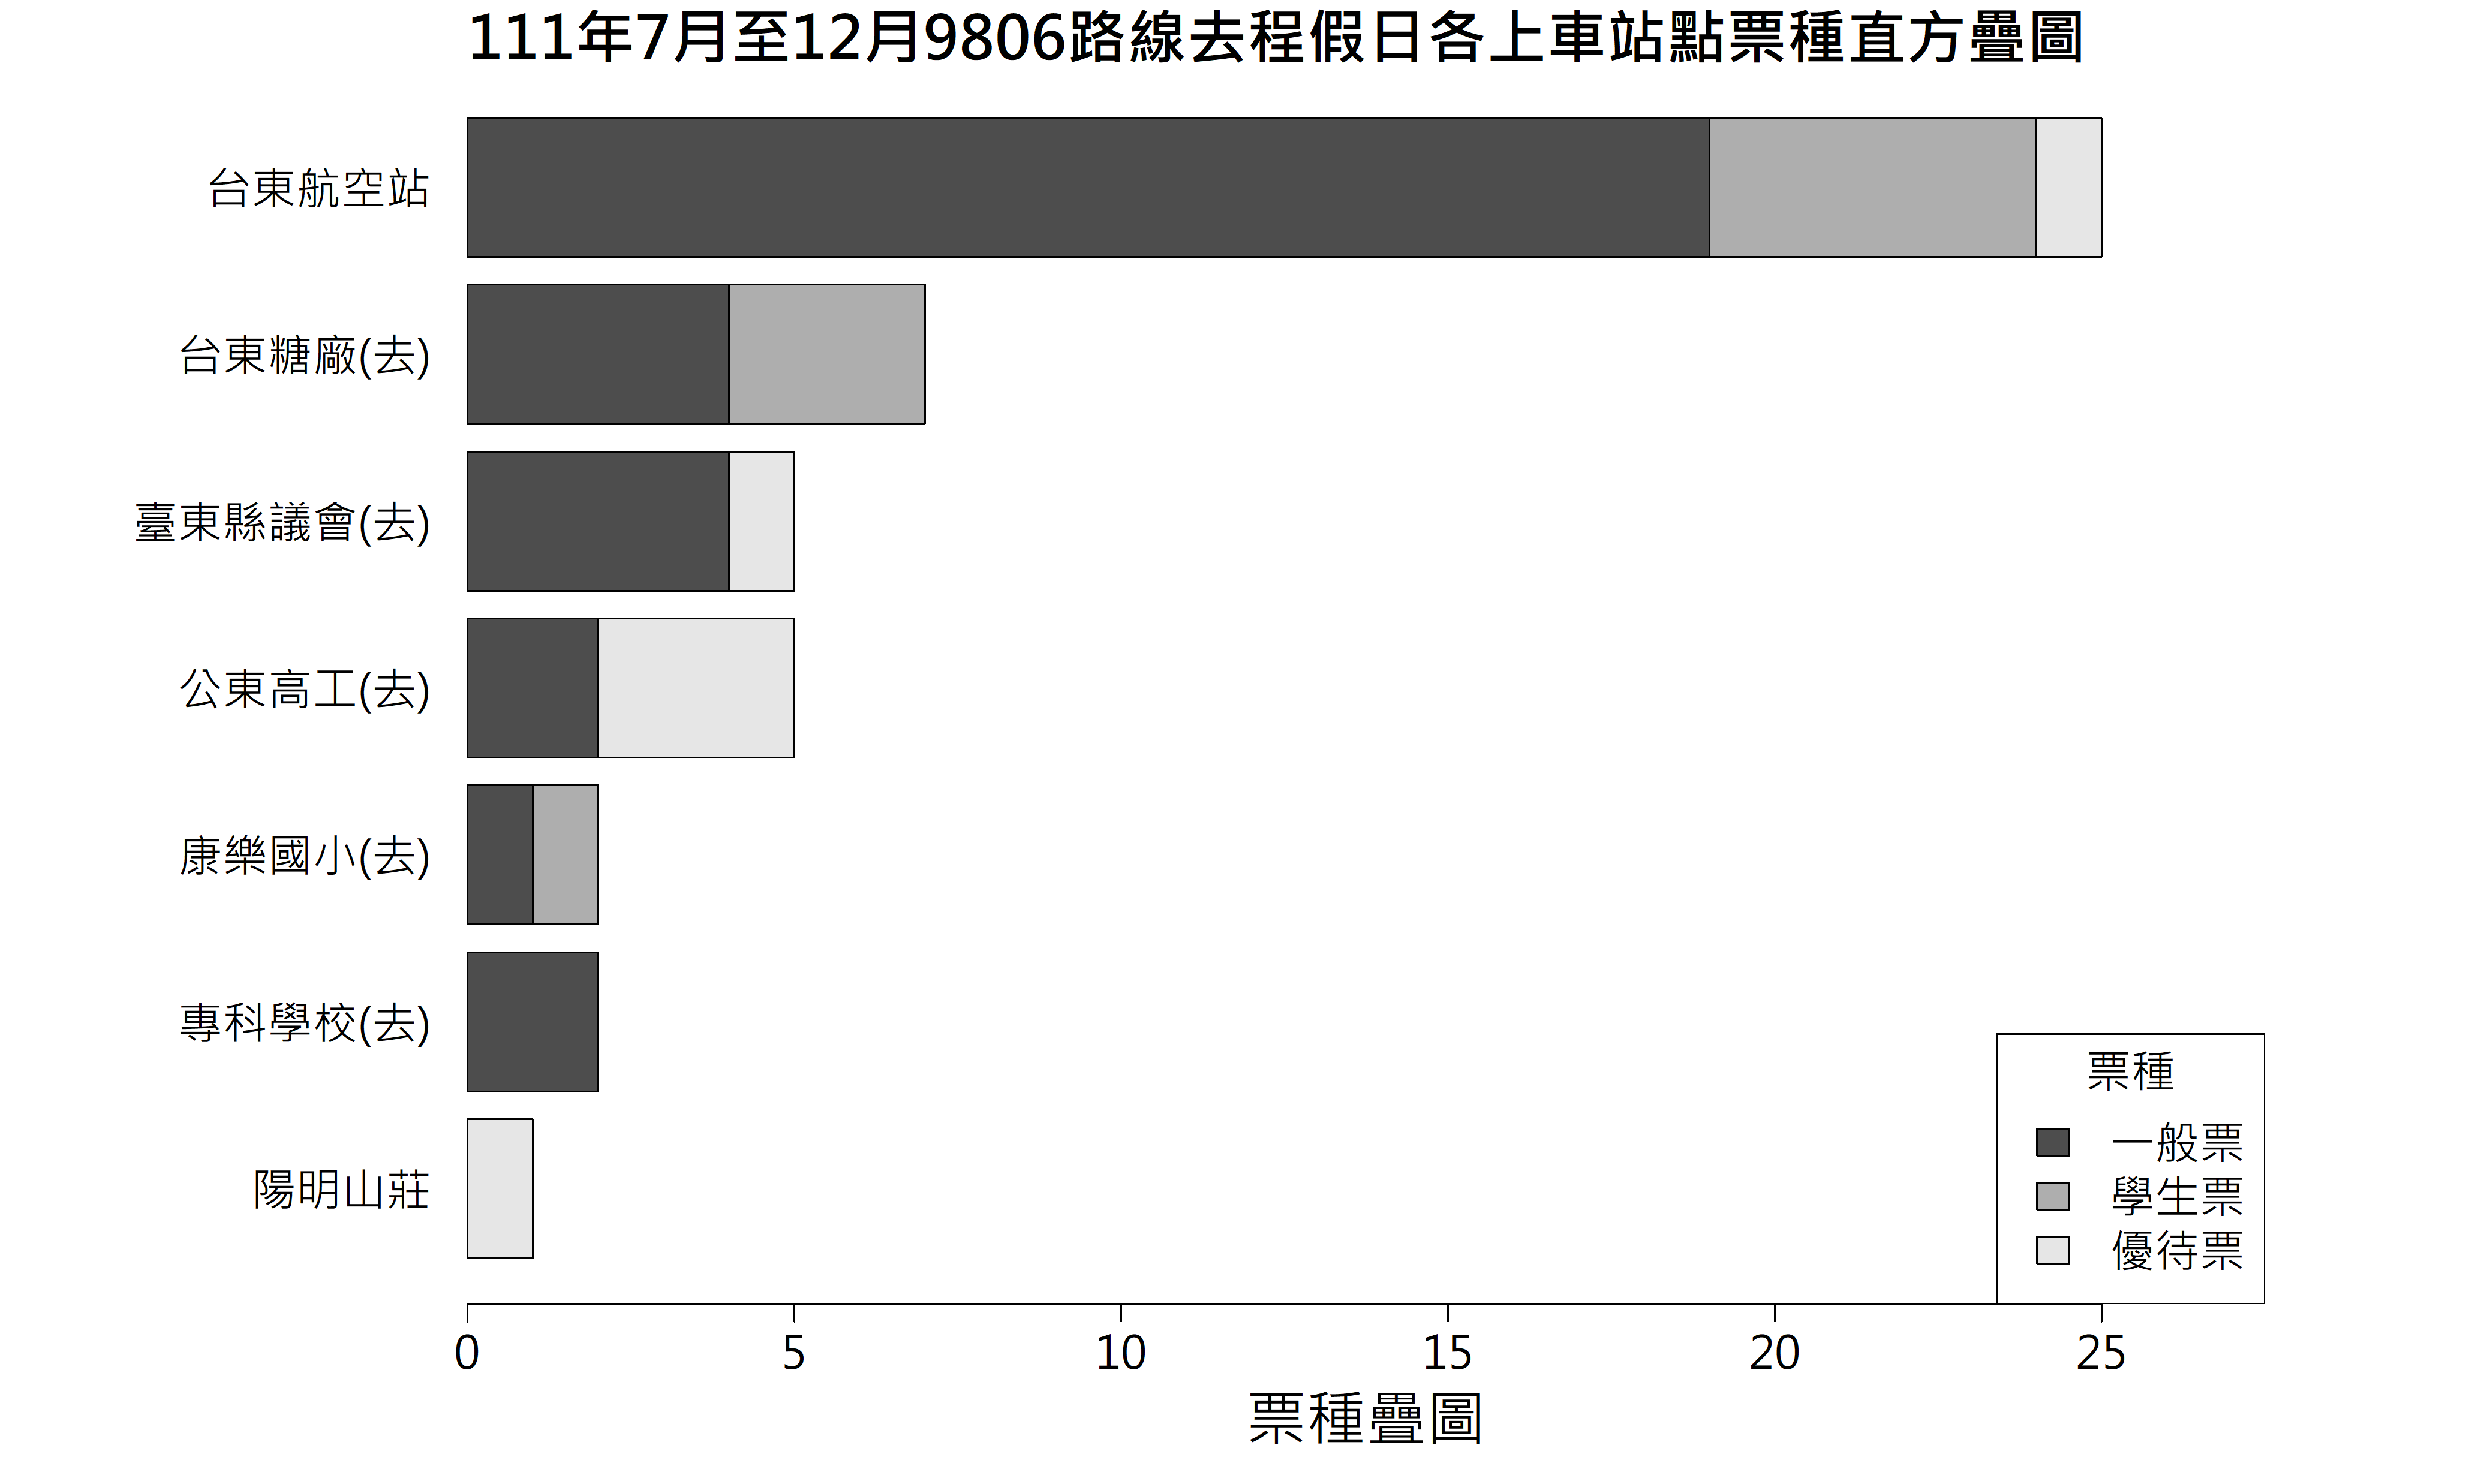 111年7月至12月9806路線去程假日各上車站點票種直方疊圖
台東航空站
台東糖廠(去)
臺東縣議會(去)
公東高工(去)
康樂國小(去)
專科學校(去)
陽明山莊
票種
一般票
學生票
優待票
0 5 10 15 20 25
票種疊圖